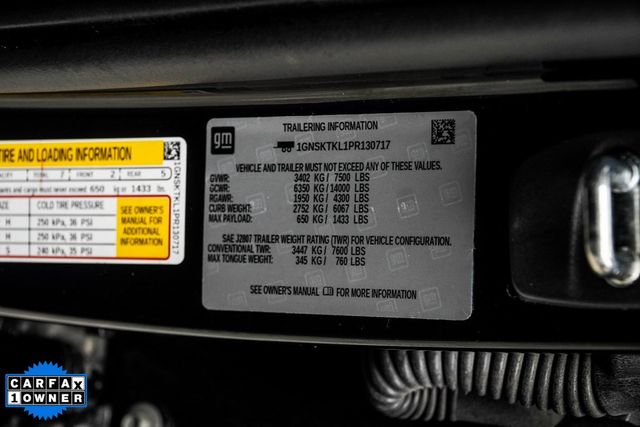 TIRE AND LOADING INFORMATION
TOTAL 7 FRONT 2 REAR 5
and cargo must never exceed 650 kg or 1433 lbs.
SIZE COLD TIRE PRESSURE
H 250 kPa, 36 PSI
H 250 kPa, 36 PSI
S 240 kPa, 35 PSI
SEE OWNER'S
MANUAL FOR
ADDITIONAL
INFORMATION
1GNSKTKL1PR130717
gm
TRAILERING INFORMATION
1GNSKTKL1PR130717
VEHICLE AND TRAILER MUST NOT EXCEED ANY OF THESE VALUES.
GVWR: 3402 KG / 7500 LBS
GCWR: 6350 KG / 14000 LBS
RGAWR: 1950 KG / 4300 LBS
CURB WEIGHT: 2752 KG / 6067 LBS
MAX PAYLOAD: 650 KG / 1433 LBS
SAE J2807 TRAILER WEIGHT RATING (TWR) FOR VEHICLE CONFIGURATION.
CONVENTIONAL TWR: 3447 KG / 7600 LBS
MAX TONGUE WEIGHT: 345 KG / 760 LBS
SEE OWNER'S MANUAL FOR MORE INFORMATION
CARFAX
1 OWNER